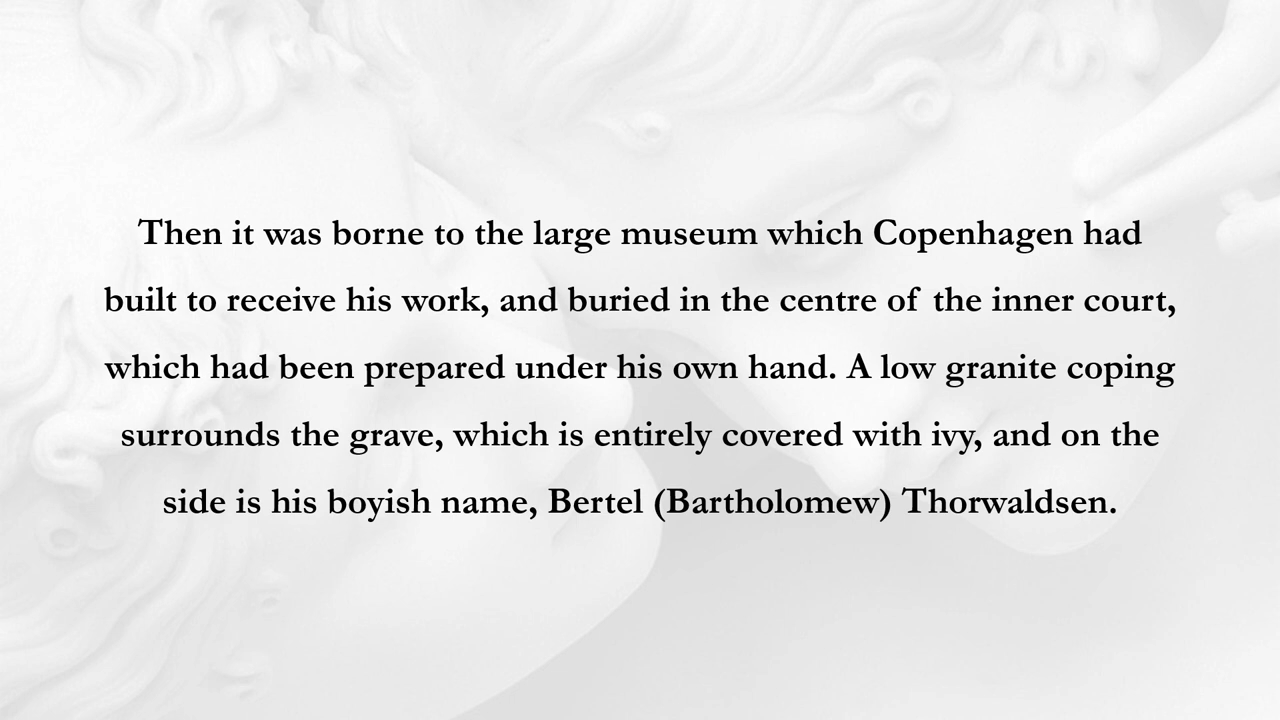 Then it was borne to the large museum which Copenhagen had
built to receive his work, and buried in the centre of the inner court,
which had been prepared under his own hand. A low granite coping
surrounds the grave, which is entirely covered with ivy, and on the
side is his boyish name, Bertel (Bartholomew) Thorwaldsen.